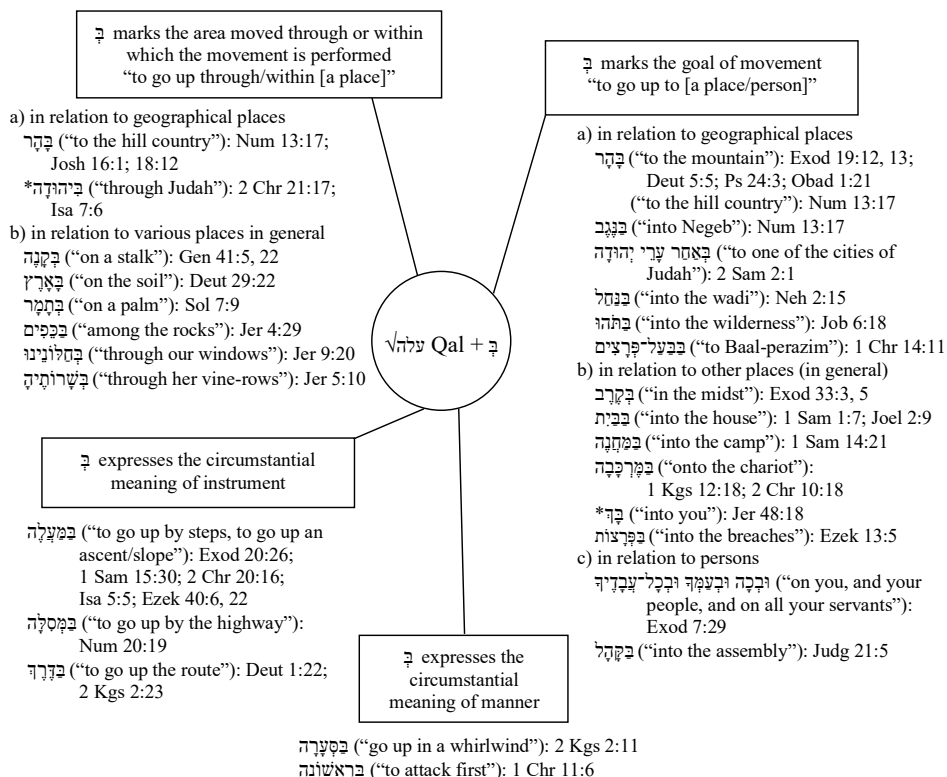 בְּ marks the area moved through or within
which the movement is performed
“to go up through/within [a place]”
a) in relation to geographical places
בָּהָר (“to the hill country”): Num 13:17;
Josh 16:1; 18:12
*בִּיהוּדָה (“through Judah”): 2 Chr 21:17;
Isa 7:6
b) in relation to various places in general
בְּקָנֶה (“on a stalk”): Gen 41:5, 22
בָּאָרֶץ (“on the soil”): Deut 29:22
בְּתָמָר (“on a palm”): Sol 7:9
בַּכֵּפִים (“among the rocks”): Jer 4:29
בְּחַלּוֹנֵינוּ (“through our windows”): Jer 9:20
בְּשָׁרוֹתֶיהָ (“through her vine-rows”): Jer 5:10
בְּ marks the goal of movement
“to go up to [a place/person]”
a) in relation to geographical places
בָּהָר (“to the mountain”): Exod 19:12, 13;
Deut 5:5; Ps 24:3; Obad 1:21
(“to the hill country”): Num 13:17
בַּנֶּגֶב (“into Negeb”): Num 13:17
בְּאַחַר עָרֵי יְהוּדָה (“to one of the cities of
Judah”): 2 Sam 2:1
בַּנַּחַל (“into the wadi”): Neh 2:15
בַּתֹּהוּ (“into the wilderness”): Job 6:18
בַּבַּעַל־פְּרָצִים (“to Baal-perazim”): 1 Chr 14:11
b) in relation to other places (in general)
בְּקֶרֶב (“in the midst”): Exod 33:3, 5
בַּבַּיִת (“into the house”): 1 Sam 1:7; Joel 2:9
בַּמַּחֲנֶה (“into the camp”): 1 Sam 14:21
בַּמֶּרְכָּבָה (“onto the chariot”):
1 Kgs 12:18; 2 Chr 10:18
*בָּךְ (“into you”): Jer 48:18
בַּפְּרָצוֹת (“into the breaches”): Ezek 13:5
c) in relation to persons
וּבְכָה וּבְעַמְּךָ וּבְכָל־עֲבָדֶיךָ (“on you, and your
people, and on all your servants”):
Exod 7:29
בַּקָּהָל (“into the assembly”): Judg 21:5
√עלה Qal + בְּ
בְּ expresses the circumstantial
meaning of instrument
בַּמַּעֲלֶה (“to go up by steps, to go up an
ascent/slope”): Exod 20:26;
1 Sam 15:30; 2 Chr 20:16;
Isa 5:5; Ezek 40:6, 22
בַּמְּסִלָּה (“to go up by the highway”):
Num 20:19
בַּדֶּרֶךְ (“to go up the route”): Deut 1:22;
2 Kgs 2:23
בְּ expresses the
circumstantial
meaning of manner
בַּסְּעָרָה (“go up in a whirlwind”): 2 Kgs 2:11
בָּרִאשׁוֹנָה (“to attack first”): 1 Chr 11:6